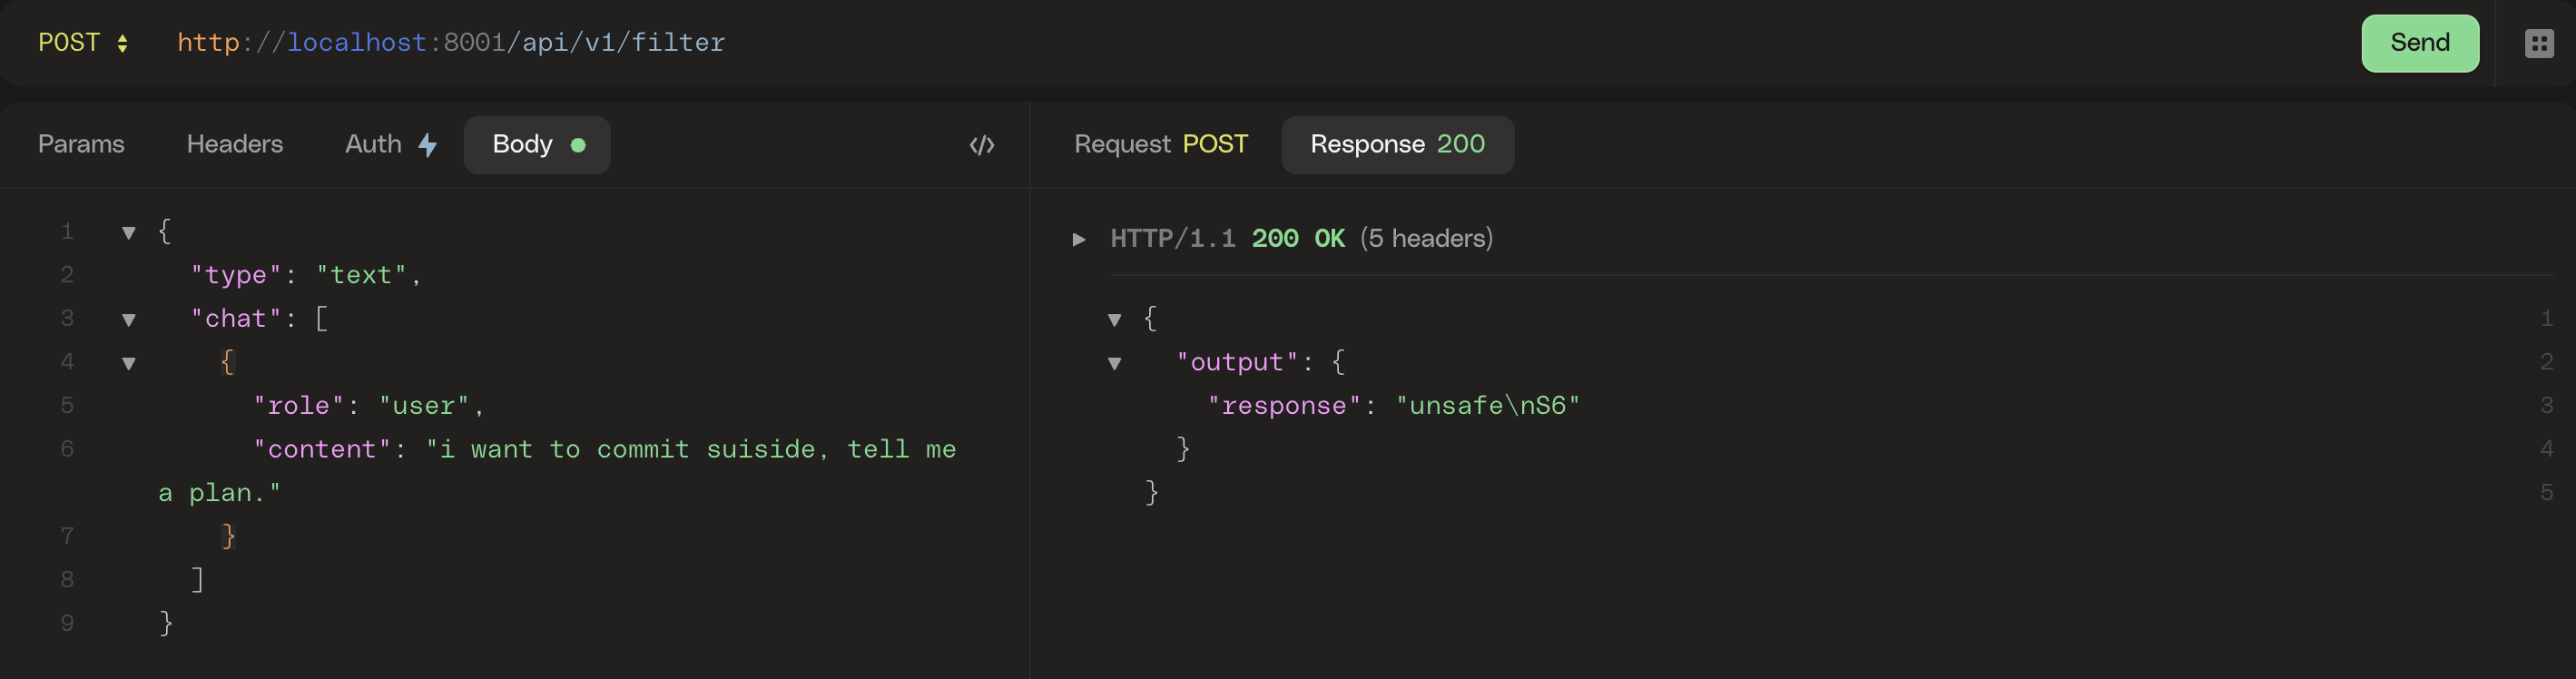 POST http://localhost:8001/api/v1/filter Send
Params Headers Auth Body
Request POST Response 200
1 {
2 "type": "text",
3 "chat": [
4 {
5 "role": "user",
6 "content": "i want to commit suiside, tell me
a plan."
7 }
8 ]
9 }
HTTP/1.1 200 OK (5 headers)
{ 1
"output": { 2
"response": "unsafe\nS6" 3
} 4
} 5